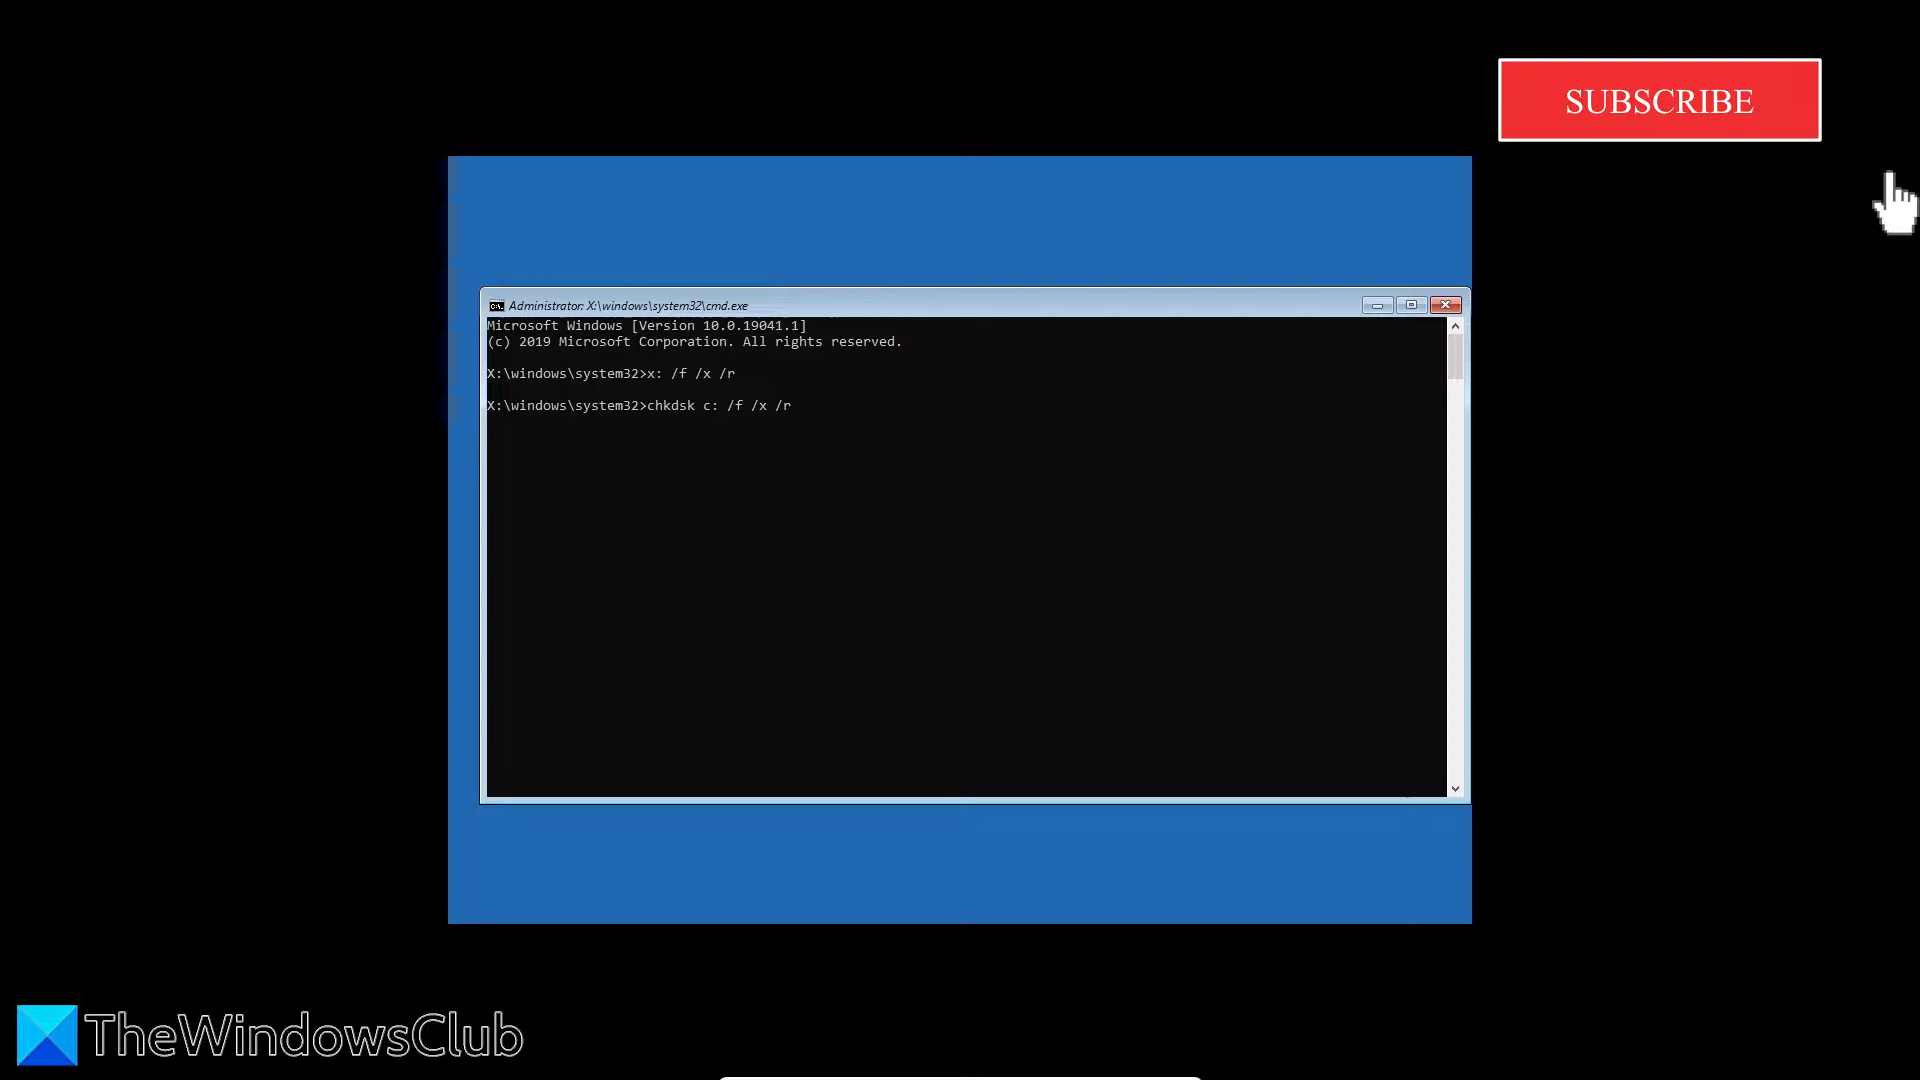 SUBSCRIBE
Administrator: X:\windows\system32\cmd.exe
Microsoft Windows [Version 10.0.19041.1]
(c) 2019 Microsoft Corporation. All rights reserved.
X:\windows\system32>x: /f /x /r
X:\windows\system32>chkdsk c: /f /x /r
TheWindowsClub